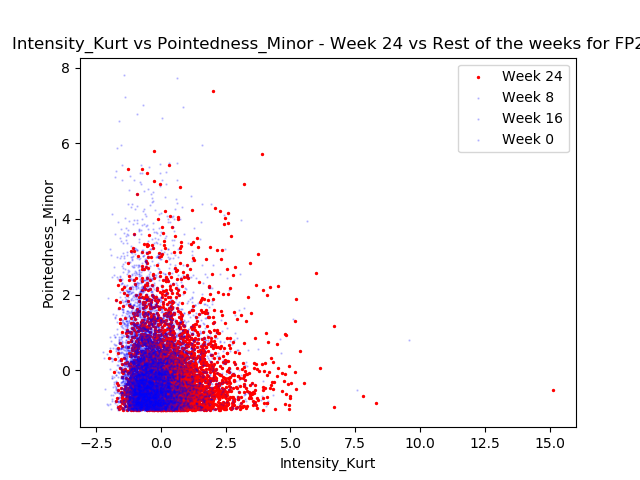 Intensity_Kurt vs Pointedness_Minor - Week 24 vs Rest of the weeks for FP2
8
6
4
2
0
Pointedness_Minor
Week 24
Week 8
Week 16
Week 0
−2.5 0.0 2.5 5.0 7.5 10.0 12.5 15.0
Intensity_Kurt